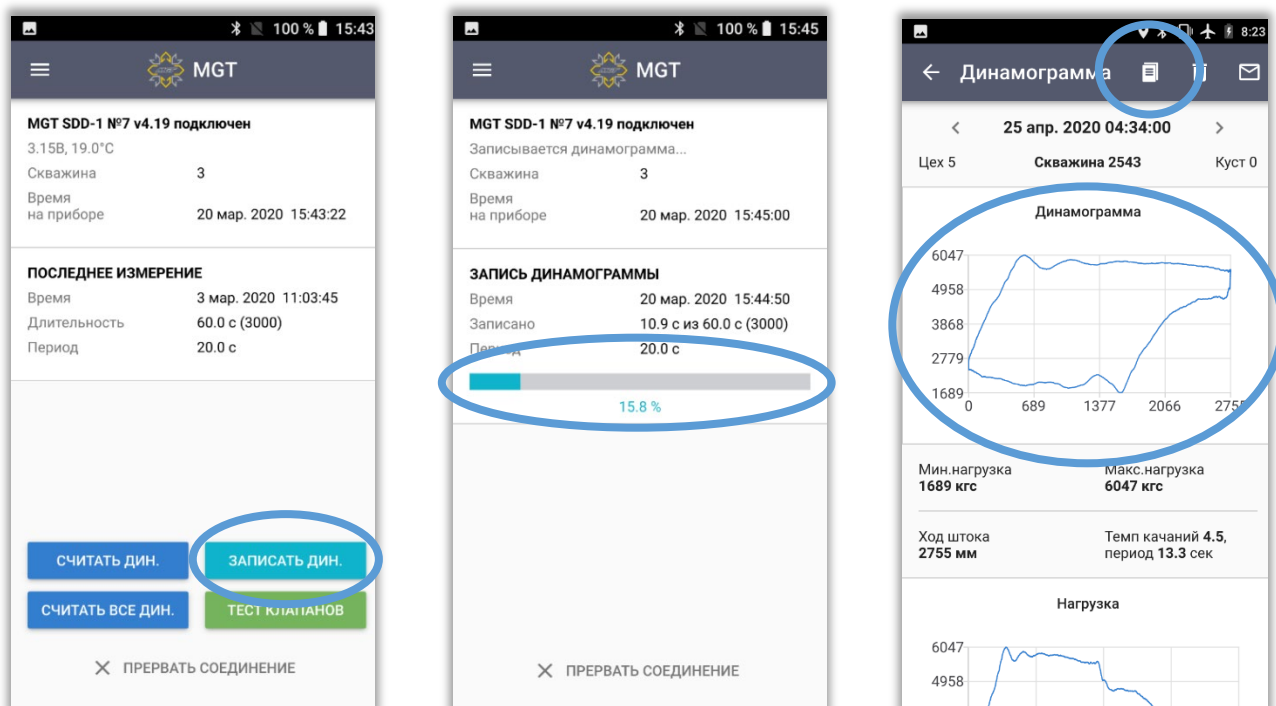 100 % 15:43
MGT
MGT SDD-1 №7 v4.19 подключен
3.15В, 19.0°C
Скважина 3
Время
на приборе 20 мар. 2020 15:43:22
ПОСЛЕДНЕЕ ИЗМЕРЕНИЕ
Время 3 мар. 2020 11:03:45
Длительность 60.0 с (3000)
Период 20.0 с
СЧИТАТЬ ДИН. ЗАПИСАТЬ ДИН.
СЧИТАТЬ ВСЕ ДИН. ТЕСТ КЛАПАНОВ
ПРЕРВАТЬ СОЕДИНЕНИЕ
100 % 15:45
MGT
MGT SDD-1 №7 v4.19 подключен
Записывается динамограмма...
Скважина 3
Время
на приборе 20 мар. 2020 15:45:00
ЗАПИСЬ ДИНАМОГРАММЫ
Время 20 мар. 2020 15:44:50
Записано 10.9 с из 60.0 с (3000)
Период 20.0 с
15.8 %
ПРЕРВАТЬ СОЕДИНЕНИЕ
8:23
Динамограмма
< 25 апр. 2020 04:34:00 >
Цех 5 Скважина 2543 Куст 0
Динамограмма
6047
4958
3868
2779
1689
0 689 1377 2066 2755
Мин.нагрузка Макс.нагрузка
1689 кгс 6047 кгс
Ход штока Темп качаний 4.5,
2755 мм период 13.3 сек
Нагрузка
6047
4958